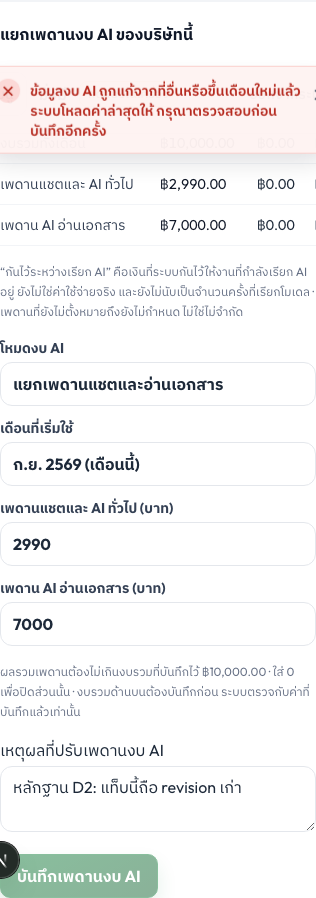 แยกเพดานงบ AI ของบริษัทนี้
ข้อมูลงบ AI ถูกแก้จากที่อื่นหรือขึ้นเดือนใหม่แล้ว
ระบบโหลดค่าล่าสุดให้ กรุณาตรวจสอบก่อน
บันทึกอีกครั้ง
฿10,000.00 ฿0.00
เพดานแชตและ AI ทั่วไป ฿2,990.00 ฿0.00
เพดาน AI อ่านเอกสาร ฿7,000.00 ฿0.00
“กันไว้ระหว่างเรียก AI” คือเงินที่ระบบกันไว้ให้งานที่กำลังเรียก AI
อยู่ ยังไม่ใช่ค่าใช้จ่ายจริง และยังไม่นับเป็นจำนวนครั้งที่เรียกโมเดล ·
เพดานที่ยังไม่ตั้งหมายถึงยังไม่กำหนด ไม่ใช่ไม่จำกัด
โหมดงบ AI
แยกเพดานแชตและอ่านเอกสาร
เดือนที่เริ่มใช้
ก.ย. 2569 (เดือนนี้)
เพดานแชตและ AI ทั่วไป (บาท)
2990
เพดาน AI อ่านเอกสาร (บาท)
7000
ผลรวมเพดานต้องไม่เกินงบรวมที่บันทึกไว้ ฿10,000.00 · ใส่ 0
เพื่อปิดส่วนนั้น · งบรวมด้านบนต้องบันทึกก่อน ระบบตรวจกับค่าที่
บันทึกแล้วเท่านั้น
เหตุผลที่ปรับเพดานงบ AI
หลักฐาน D2: แท็บนี้ถือ revision เก่า
บันทึกเพดานงบ AI